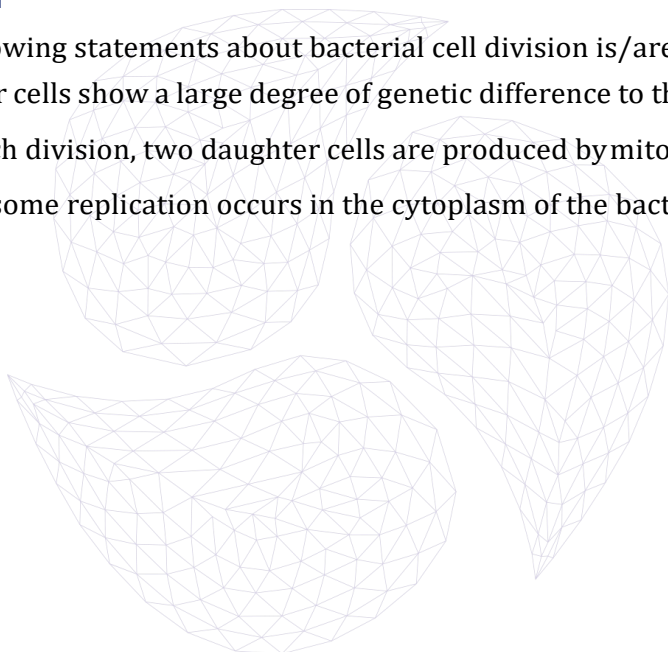 owing statements about bacterial cell division is/are
r cells show a large degree of genetic difference to th
h division, two daughter cells are produced by mito
some replication occurs in the cytoplasm of the bact